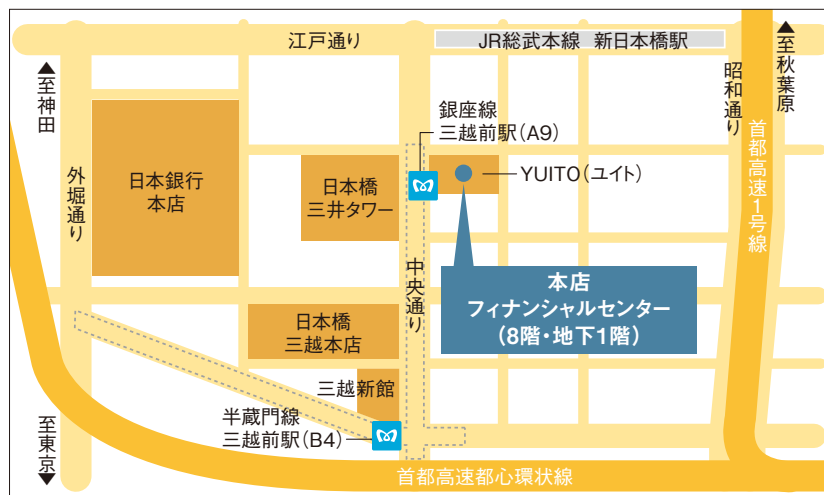 江戸通り
JR総武本線 新日本橋駅
▲至神田
▲至秋葉原
昭和通り
首都高速1号線
銀座線
三越前駅(A9)
外堀通り
日本銀行
本店
日本橋
三井タワー
YUITO(ユイト)
中央通り
本店
フィナンシャルセンター
(8階・地下1階)
日本橋
三越本店
三越新館
半蔵門線
三越前駅(B4)
至東京▼
首都高速都心環状線